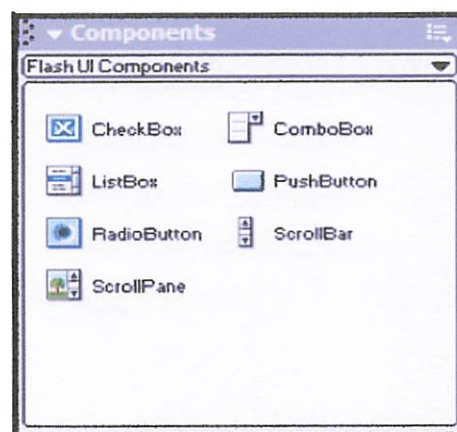 Components
Flash UI Components
CheckBox ComboBox
ListBox PushButton
RadioButton ScrollBar
ScrollPane